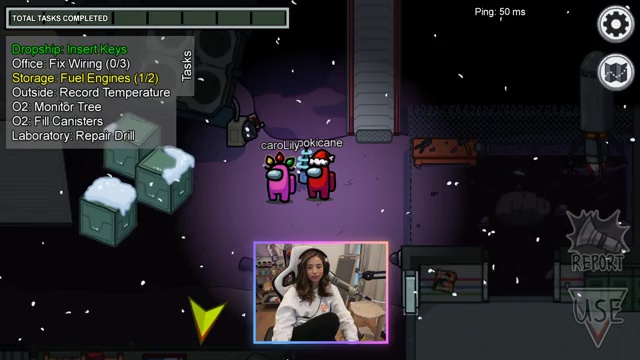 TOTAL TASKS COMPLETED
Ping: 50 ms
Dropship: Insert Keys
Office: Fix Wiring (0/3)
Storage: Fuel Engines (1/2)
Outside: Record Temperature
O2: Monitor Tree
O2: Fill Canisters
Laboratory: Repair Drill
Tasks
caroLily
pokicane
REPORT
USE